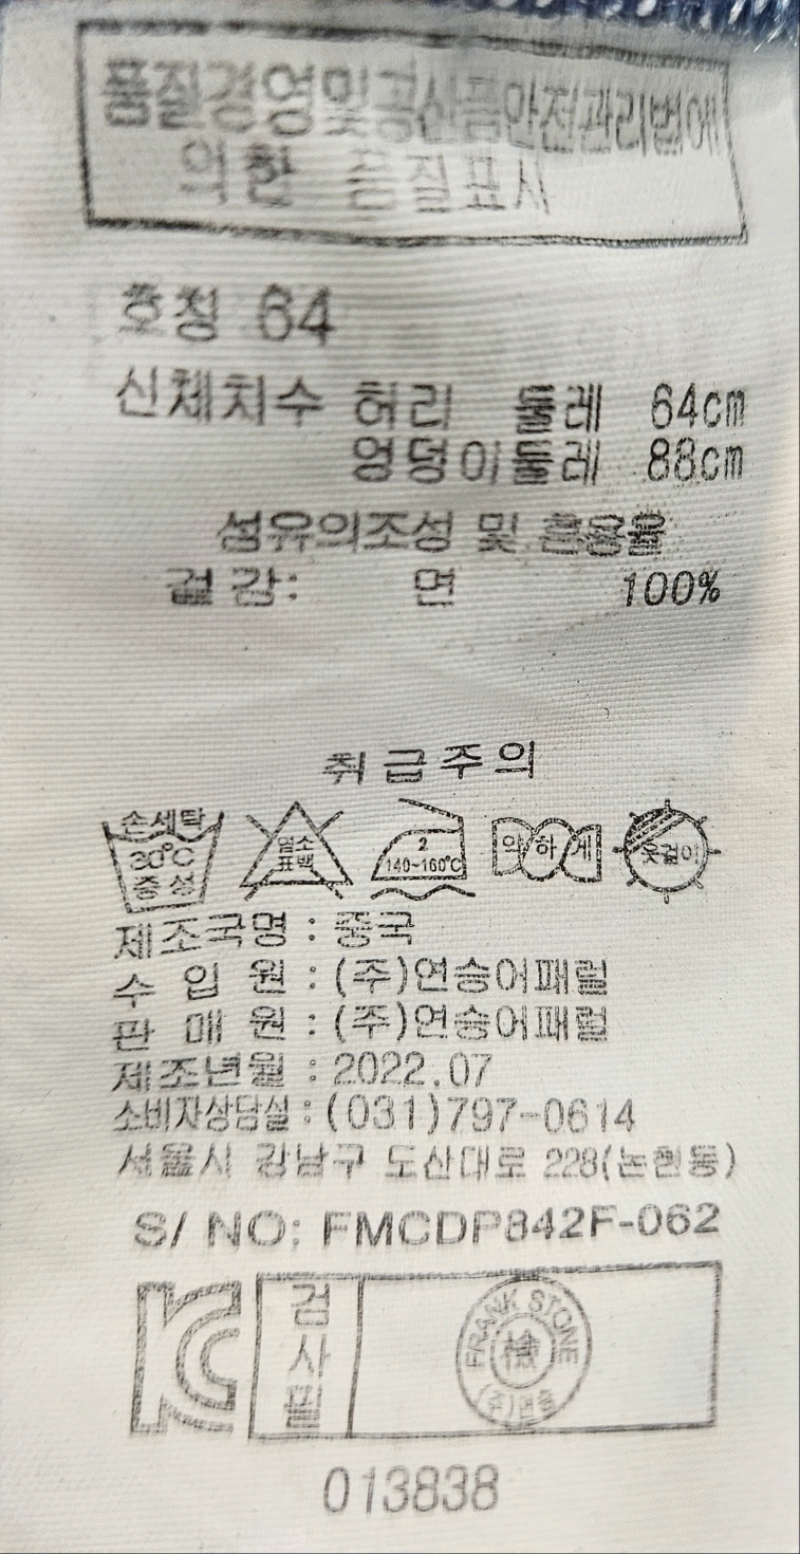 품질경영및공산품안전관리법에
의한 품질표시
호칭 64
신체치수 허리 둘레 64cm
엉덩이둘레 88cm
섬유의조성 및 혼용율
겉감: 면 100%
취급주의
손세탁 30℃ 중성
염소 표백
2 140~160℃
약하게
옷걸이
제조국명 : 중국
수 입 원 : (주)연승어패럴
판 매 원 : (주)연승어패럴
제조년월 : 2022.07
소비자상담실 : (031)797-0614
서울시 강남구 도산대로 228(논현동)
S/ NO: FMCDP842F-062
KC
검사필
FRANK STONE
檢
(주)연승
013838